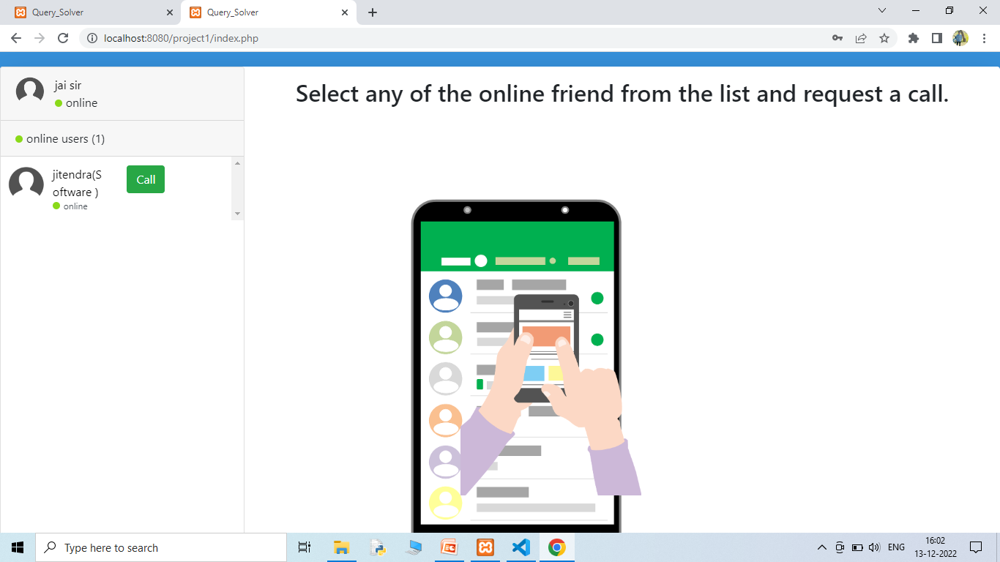 Query_Solver
Query_Solver
localhost:8080/project1/index.php
jai sir
online
online users (1)
jitendra(S
oftware )
online
Call
Select any of the online friend from the list and request a call.
Type here to search
ENG
16:02
13-12-2022